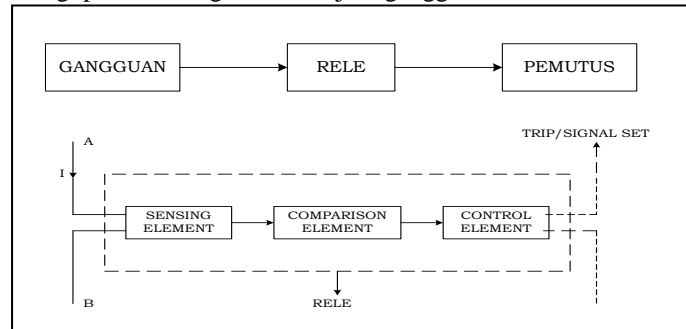 GANGGUAN
RELE
PEMUTUS
TRIP/SIGNAL SET
A
I
SENSING
ELEMENT
COMPARISON
ELEMENT
CONTROL
ELEMENT
B
RELE